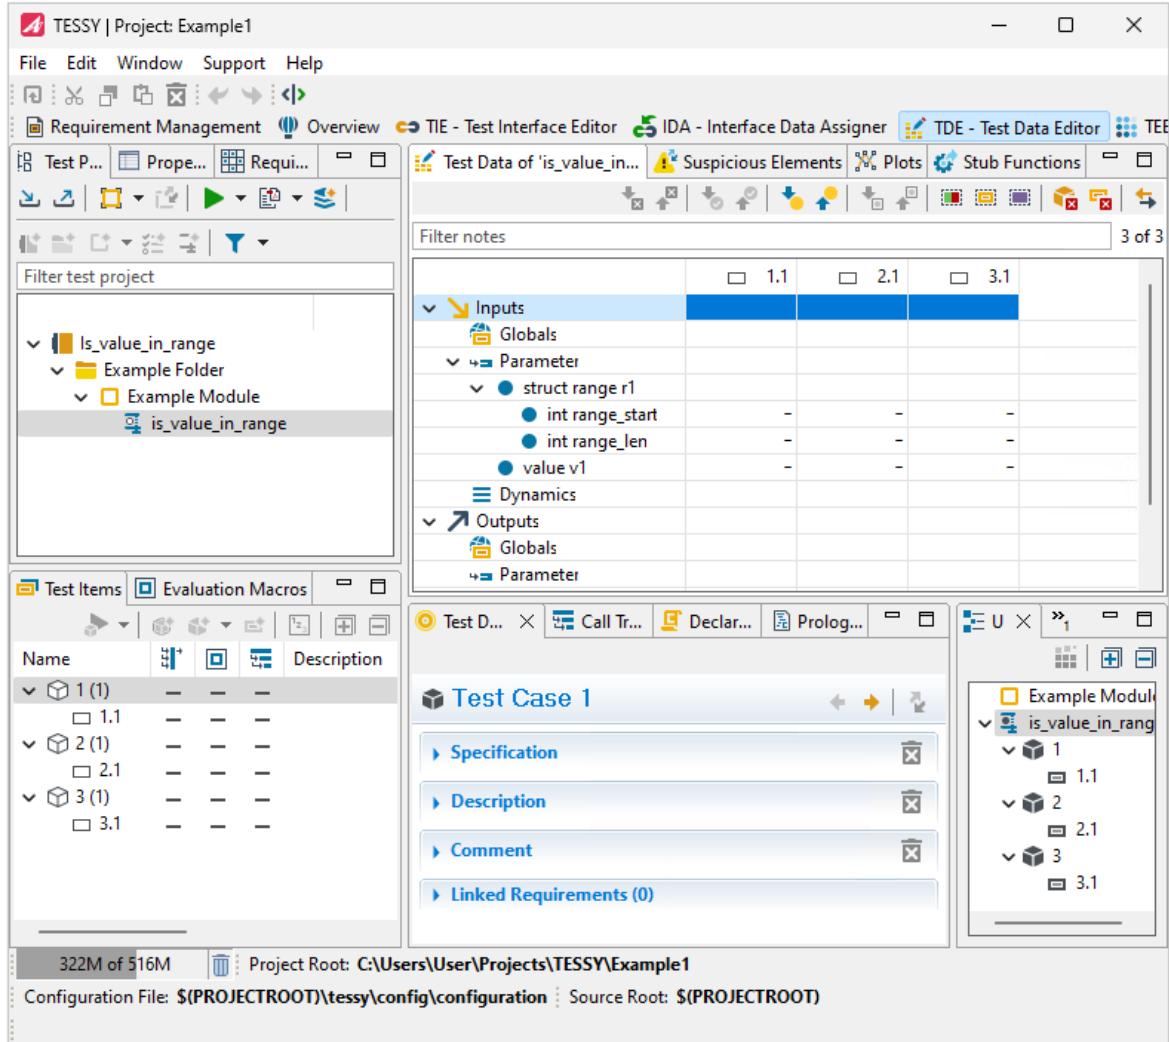 TESSY | Project: Example1
File Edit Window Support Help
Requirement Management Overview TIE - Test Interface Editor IDA - Interface Data Assigner TDE - Test Data Editor TEE
Test P... Prope... Requi...
Filter test project
Is_value_in_range
Example Folder
Example Module
is_value_in_range
Test Data of 'is_value_in... Suspicious Elements Plots Stub Functions
Filter notes 3 of 3
1.1 2.1 3.1
Inputs
Globals
Parameter
struct range r1
int range_start - - -
int range_len - - -
value v1 - - -
Dynamics
Outputs
Globals
Parameter
Test Items Evaluation Macros
Name Description
1 (1) — — —
1.1 — — —
2 (1) — — —
2.1 — — —
3 (1) — — —
3.1 — — —
Test D... Call Tr... Declar... Prolog...
Test Case 1
Specification
Description
Comment
Linked Requirements (0)
U »1
Example Modul
is_value_in_rang
1
1.1
2
2.1
3
3.1
322M of 516M Project Root: C:\Users\User\Projects\TESSY\Example1
Configuration File: $(PROJECTROOT)\tessy\config\configuration Source Root: $(PROJECTROOT)